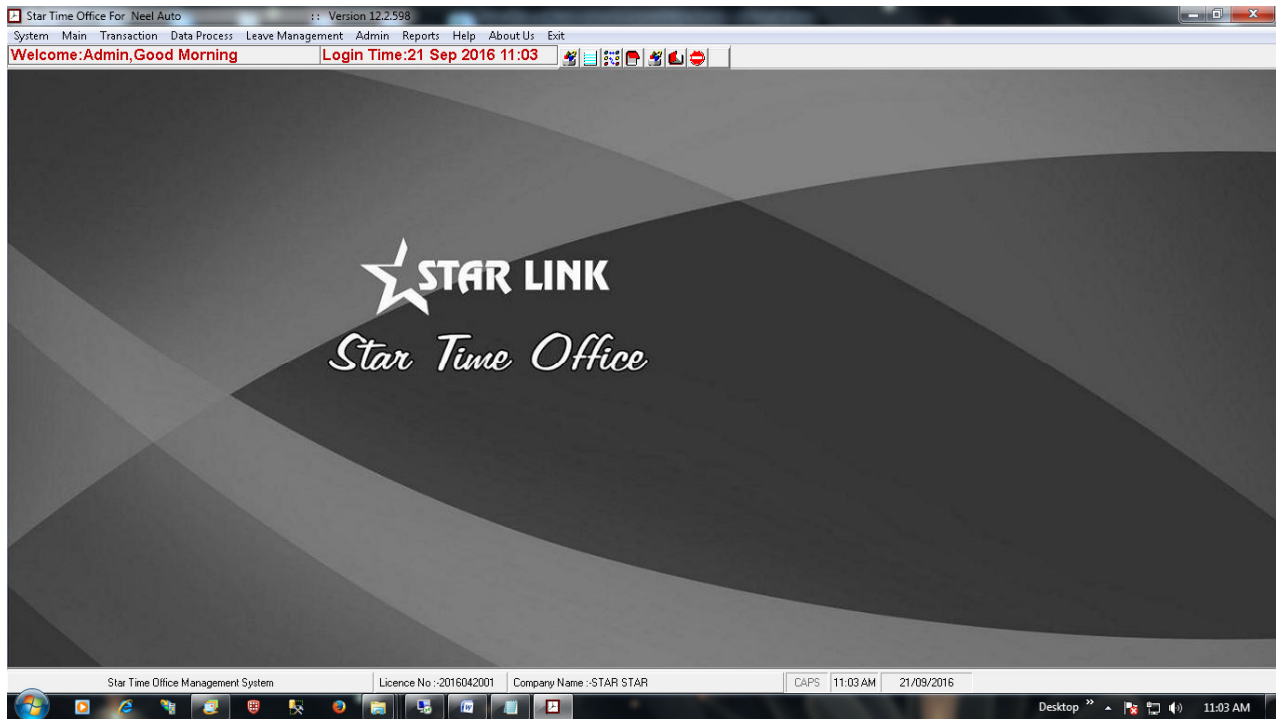 Star Time Office For Neel Auto :: Version 12.2.598
System Main Transaction Data Process Leave Management Admin Reports Help About Us Exit
Welcome:Admin,Good Morning Login Time:21 Sep 2016 11:03
STAR LINK
Star Time Office
Star Time Office Management System Licence No :-2016042001 Company Name :-STAR STAR CAPS 11:03 AM 21/09/2016
Desktop » 11:03 AM